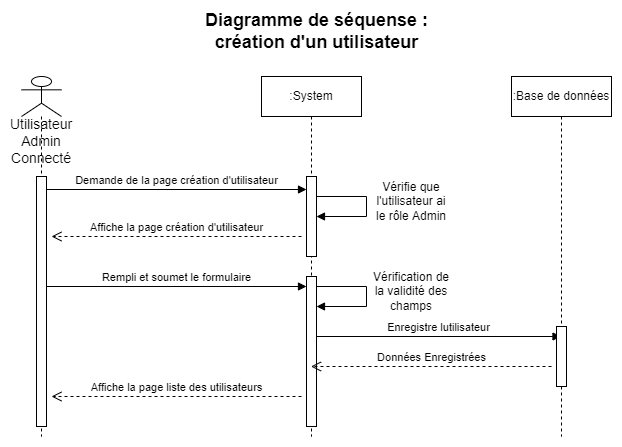 Diagramme de séquense :
création d'un utilisateur
:System
:Base de données
Utilisateur
Admin
Connecté
Demande de la page création d'utilisateur
Vérifie que
l'utilisateur ai
le rôle Admin
Affiche la page création d'utilisateur
Rempli et soumet le formulaire
Vérification de
la validité des
champs
Enregistre lutilisateur
Données Enregistrées
Affiche la page liste des utilisateurs